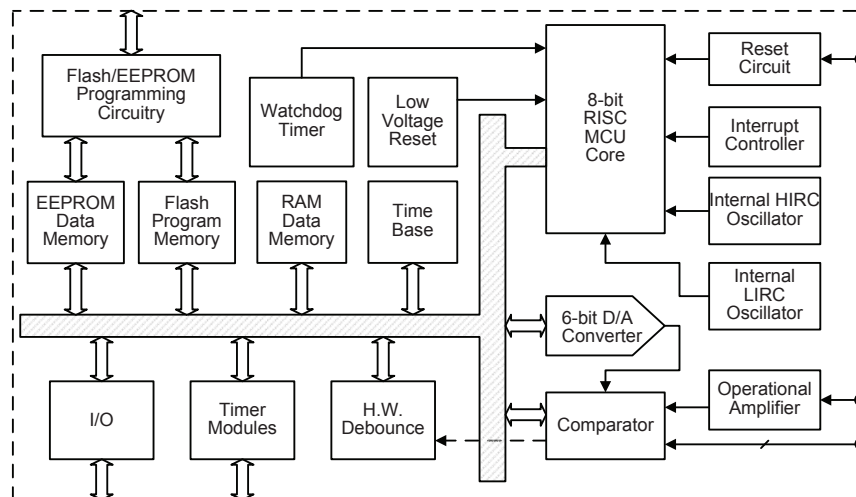 Flash/EEPROM
Programming
Circuitry
Watchdog
Timer
Low
Voltage
Reset
8-bit
RISC
MCU
Core
Reset
Circuit
Interrupt
Controller
EEPROM
Data
Memory
Flash
Program
Memory
RAM
Data
Memory
Time
Base
Internal HIRC
Oscillator
Internal
LIRC
Oscillator
6-bit D/A
Converter
I/O
Timer
Modules
H.W.
Debounce
Comparator
Operational
Amplifier